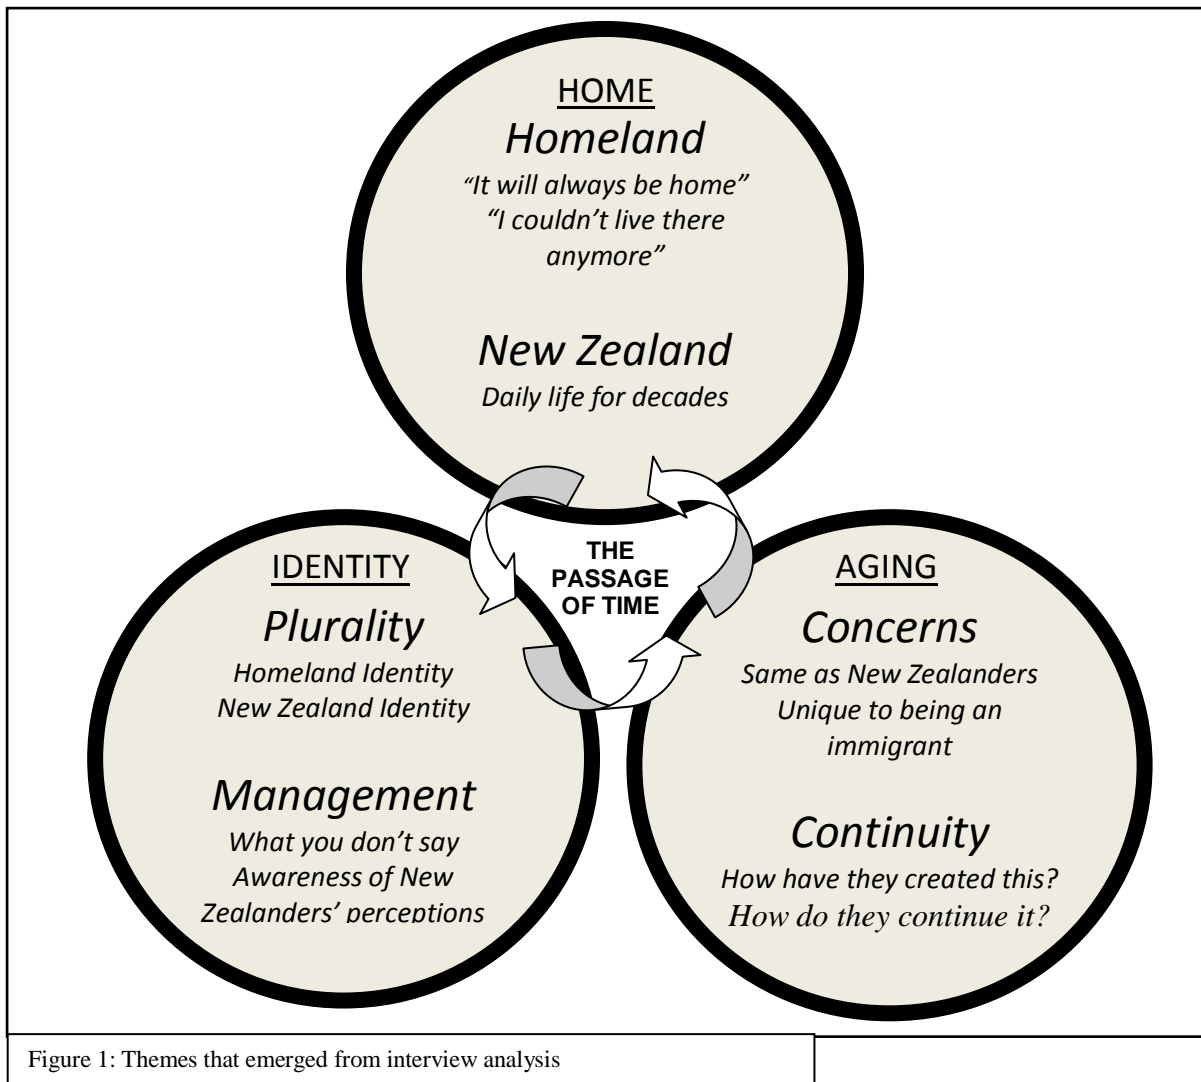 HOME
Homeland
“It will always be home”
“I couldn’t live there
anymore”
New Zealand
Daily life for decades
THE
PASSAGE
OF TIME
IDENTITY
Plurality
Homeland Identity
New Zealand Identity
Management
What you don’t say
Awareness of New
Zealanders’ perceptions
AGING
Concerns
Same as New Zealanders
Unique to being an
immigrant
Continuity
How have they created this?
How do they continue it?
Figure 1: Themes that emerged from interview analysis